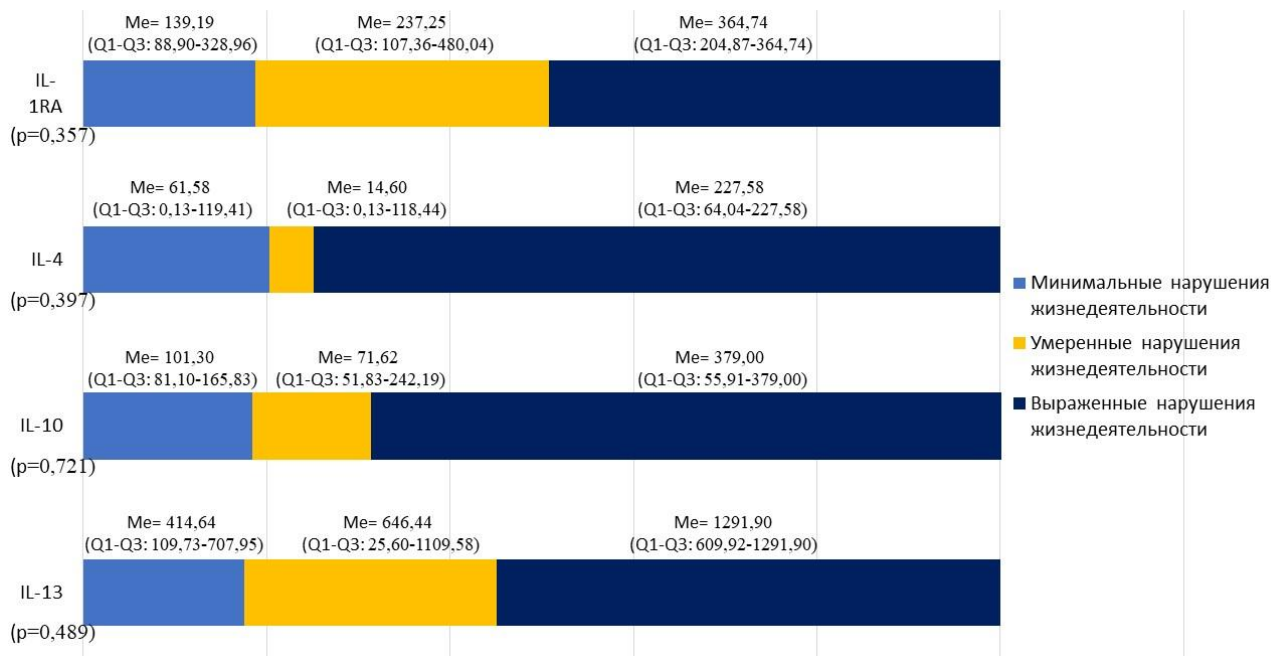 Me= 139,19
(Q1-Q3: 88,90-328,96)
Me= 237,25
(Q1-Q3: 107,36-480,04)
Me= 364,74
(Q1-Q3: 204,87-364,74)
IL-
1RA
(p=0,357)
Me= 61,58
(Q1-Q3: 0,13-119,41)
Me= 14,60
(Q1-Q3: 0,13-118,44)
Me= 227,58
(Q1-Q3: 64,04-227,58)
IL-4
(p=0,397)
Me= 101,30
(Q1-Q3: 81,10-165,83)
Me= 71,62
(Q1-Q3: 51,83-242,19)
Me= 379,00
(Q1-Q3: 55,91-379,00)
IL-10
(p=0,721)
Me= 414,64
(Q1-Q3: 109,73-707,95)
Me= 646,44
(Q1-Q3: 25,60-1109,58)
Me= 1291,90
(Q1-Q3: 609,92-1291,90)
IL-13
(p=0,489)
Минимальные нарушения
жизнедеятельности
Умеренные нарушения
жизнедеятельности
Выраженные нарушения
жизнедеятельности